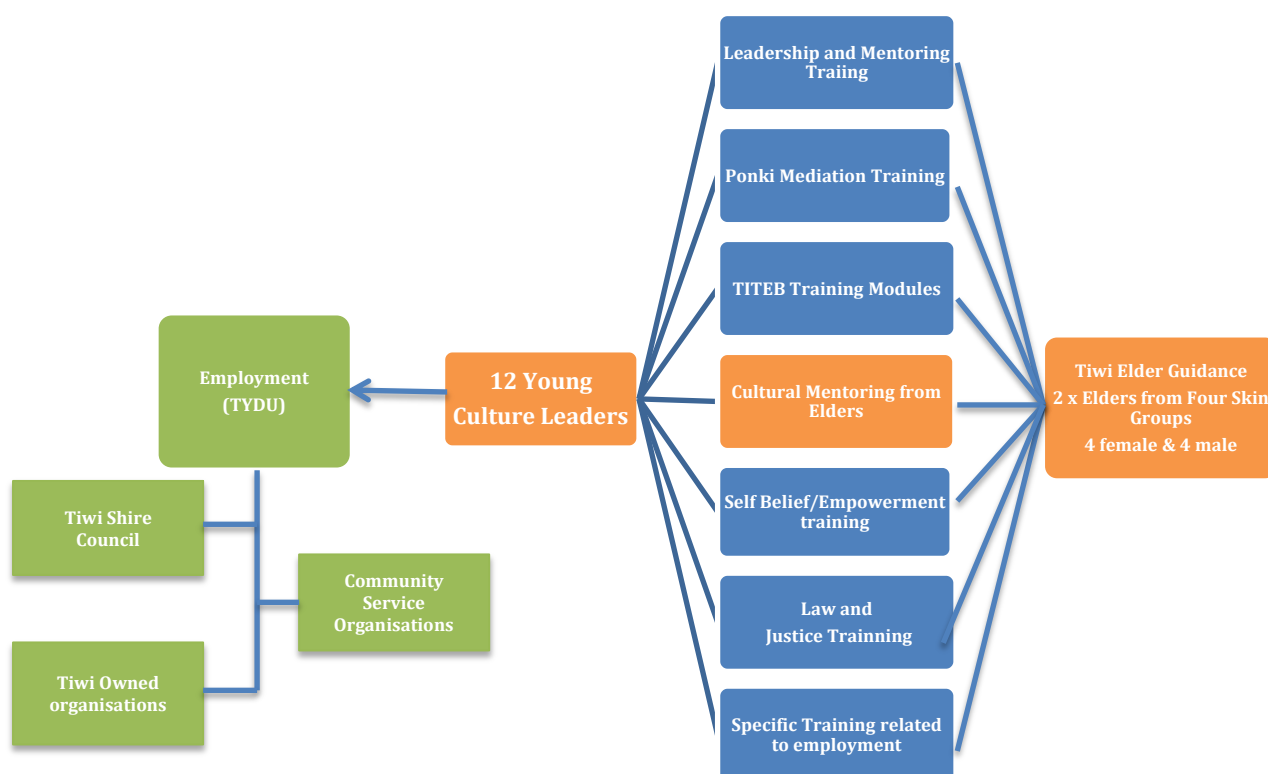 Leadership and Mentoring
Traiing
Ponki Mediation Training
TITEB Training Modules
Employment
(TYDU)
12 Young
Culture Leaders
Cultural Mentoring from
Elders
Tiwi Elder Guidance
2 x Elders from Four Skin
Groups
4 female & 4 male
Self Belief/Empowerment
training
Tiwi Shire
Council
Community
Service
Organisations
Law and
Justice Trainning
Tiwi Owned
organisations
Specific Training related
to employment